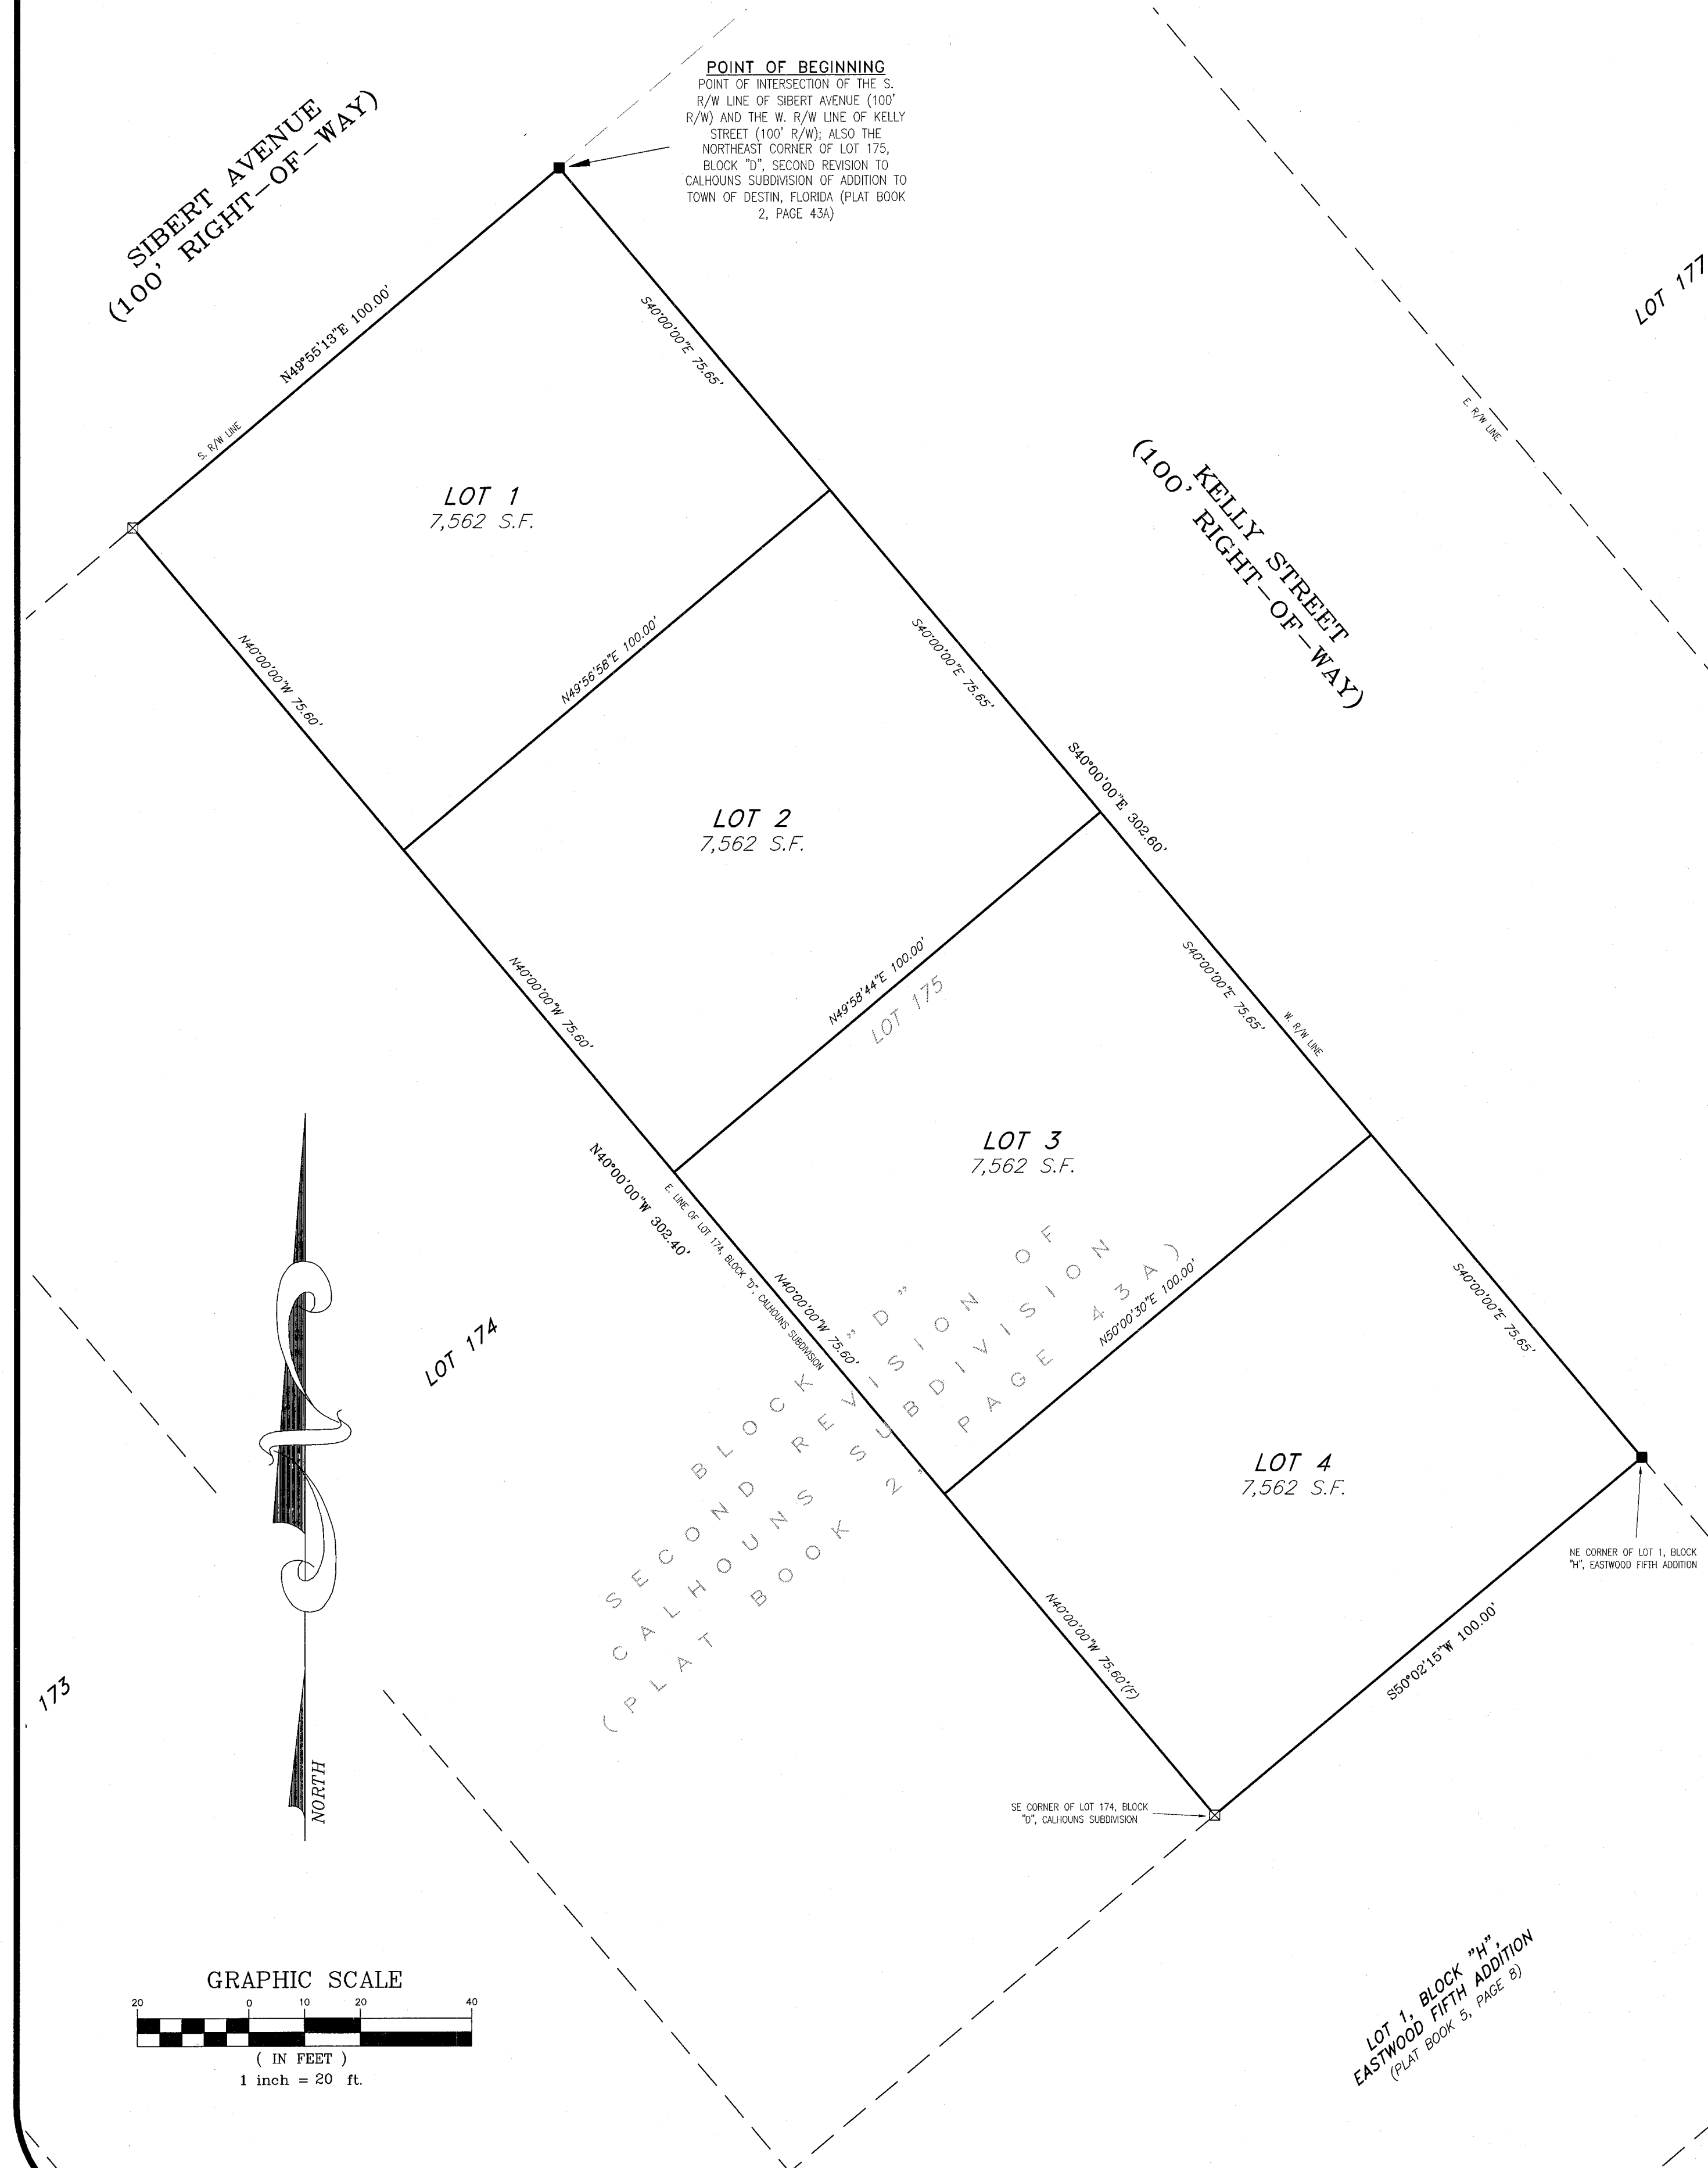 POINT OF BEGINNING
POINT OF INTERSECTION OF THE S.
R/W LINE OF SIBERT AVENUE (100'
R/W) AND THE W. R/W LINE OF KELLY
STREET (100' R/W); ALSO THE
NORTHEAST CORNER OF LOT 175,
BLOCK "D", SECOND REVISION TO
CALHOUNS SUBDIVISION OF ADDITION TO
TOWN OF DESTIN, FLORIDA (PLAT BOOK
2, PAGE 43A)
SIBERT AVENUE
(100' RIGHT-OF-WAY)
LOT 177
N49°55'13"E 100.00'
S. R/W LINE
S40°00'00"E 75.65'
E. R/W LINE
KELLY STREET
(100' RIGHT-OF-WAY)
LOT 1
7,562 S.F.
N40°00'00"W 75.60'
N49°56'58"E 100.00'
S40°00'00"E 75.65'
S40°00'00"E 302.60'
LOT 2
7,562 S.F.
N40°00'00"W 75.60'
N49°58'44"E 100.00'
LOT 175
S40°00'00"E 75.65'
W. R/W LINE
N40°00'00"W 302.40'
E. LINE OF LOT 174, BLOCK "D", CALHOUNS SUBDIVISION
LOT 3
7,562 S.F.
N40°00'00"W 75.60'
N50°00'30"E 100.00'
S40°00'00"E 75.65'
LOT 174
BLOCK "D"
SECOND REVISION OF
CALHOUNS SUBDIVISION
(PLAT BOOK 2, PAGE 43A)
LOT 4
7,562 S.F.
NE CORNER OF LOT 1, BLOCK
"H", EASTWOOD FIFTH ADDITION
N40°00'00"W 75.60'(F)
S50°02'15"W 100.00'
173
NORTH
SE CORNER OF LOT 174, BLOCK
"D", CALHOUNS SUBDIVISION
LOT 1, BLOCK "H",
EASTWOOD FIFTH ADDITION
(PLAT BOOK 5, PAGE 8)
GRAPHIC SCALE
20 0 10 20 40
( IN FEET )
1 inch = 20 ft.